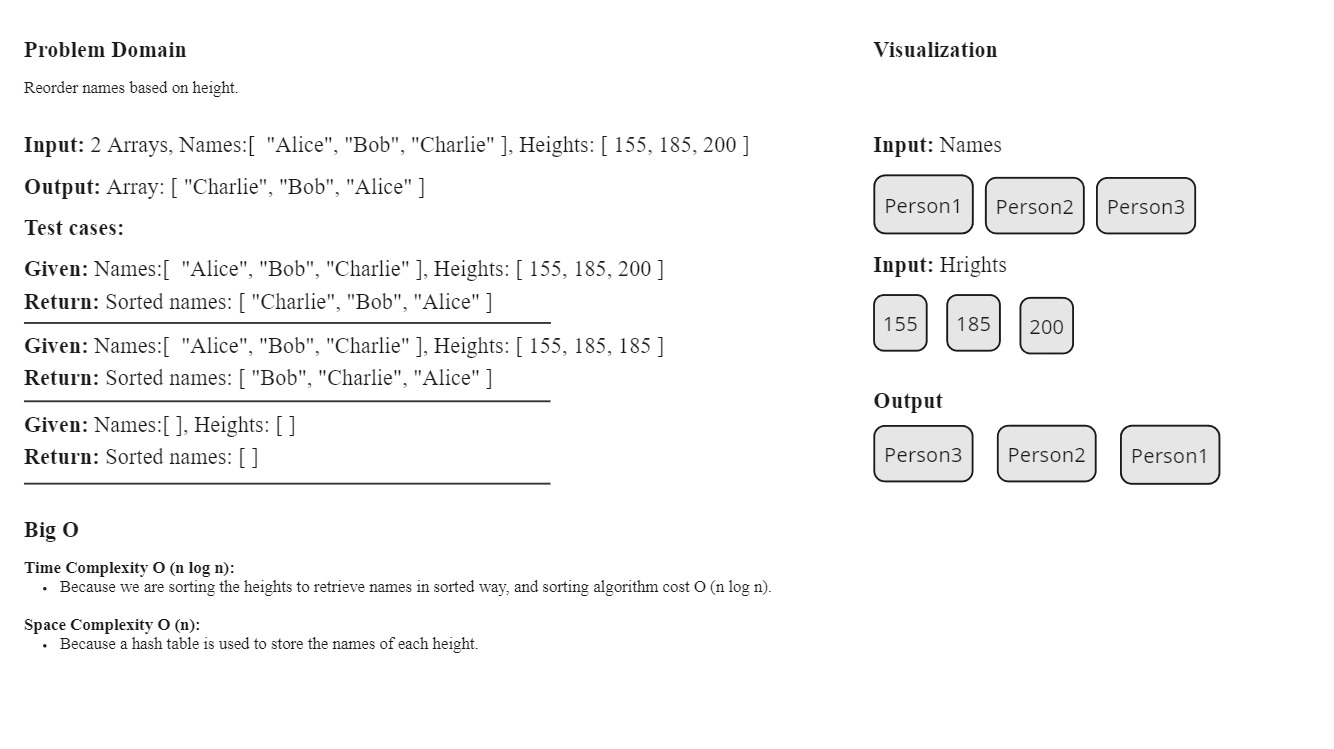 Problem Domain
Reorder names based on height.
Input: 2 Arrays, Names:[  "Alice", "Bob", "Charlie" ], Heights: [ 155, 185, 200 ]
Output: Array: [ "Charlie", "Bob", "Alice" ]
Test cases:
Given: Names:[  "Alice", "Bob", "Charlie" ], Heights: [ 155, 185, 200 ]
Return: Sorted names: [ "Charlie", "Bob", "Alice" ]
Given: Names:[  "Alice", "Bob", "Charlie" ], Heights: [ 155, 185, 185 ]
Return: Sorted names: [ "Bob", "Charlie", "Alice" ]
Given: Names:[ ], Heights: [ ]
Return: Sorted names: [ ]
Big O
Time Complexity O (n log n):
• Because we are sorting the heights to retrieve names in sorted way, and sorting algorithm cost O (n log n).
Space Complexity O (n):
• Because a hash table is used to store the names of each height.
Visualization
Input: Names
Person1 Person2 Person3
Input: Hrights
155 185 200
Output
Person3 Person2 Person1